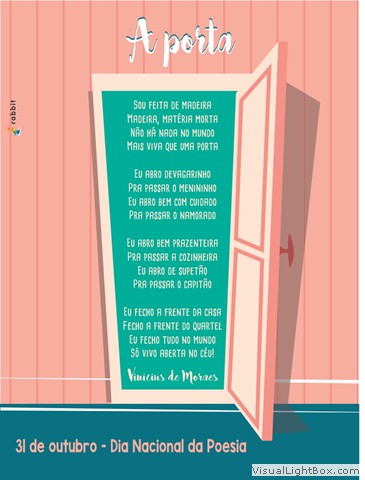 A porta
rabbit
SOU FEITA DE MADEIRA
MADEIRA, MATÉRIA MORTA
NÃO HÁ NADA NO MUNDO
MAIS VIVA QUE UMA PORTA
EU ABRO DEVAGARINHO
PRA PASSAR O MENININHO
EU ABRO BEM COM CUIDADO
PRA PASSAR O NAMORADO
EU ABRO BEM PRAZENTEIRA
PRA PASSAR A COZINHEIRA
EU ABRO DE SUPETÃO
PRA PASSAR O CAPITÃO
EU FECHO A FRENTE DA CASA
FECHO A FRENTE DO QUARTEL
EU FECHO TUDO NO MUNDO
SÓ VIVO ABERTA NO CÉU!
Vinicius de Moraes
31 de outubro - Dia Nacional da Poesia
VisualLightBox.com